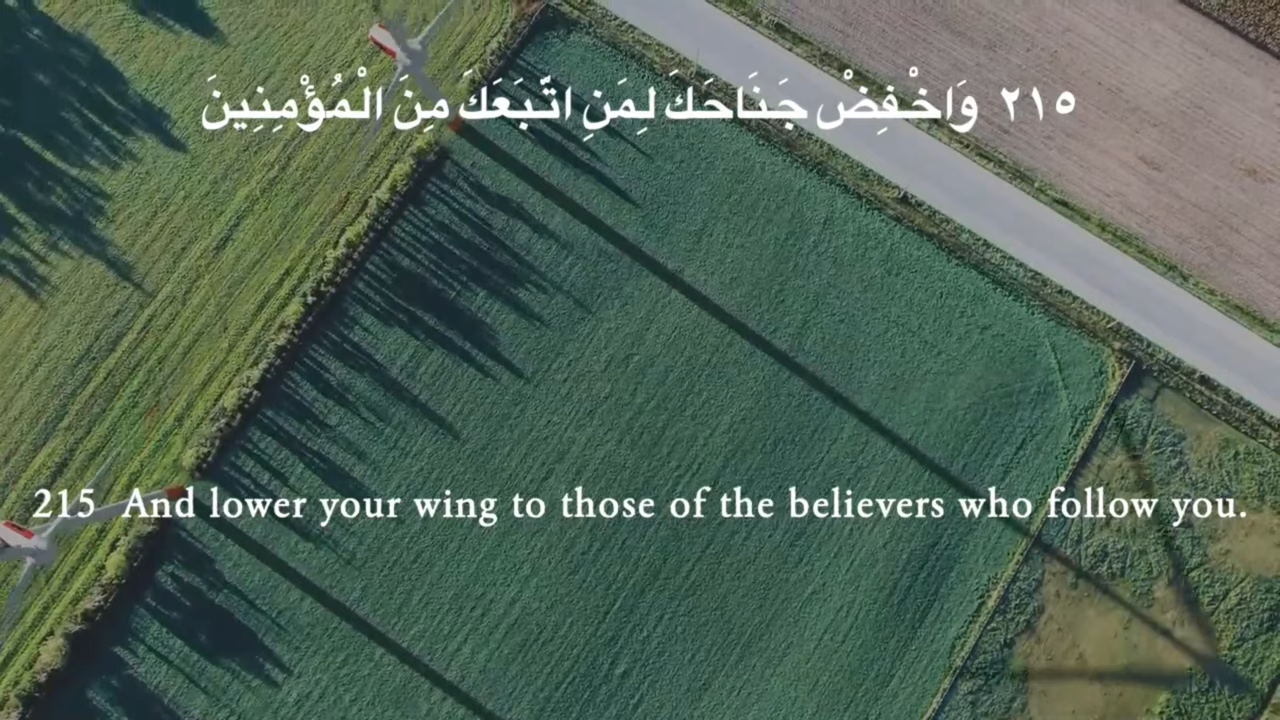 ٢١٥ وَاخْفِضْ جَنَاحَكَ لِمَنِ اتَّبَعَكَ مِنَ الْمُؤْمِنِينَ
215 And lower your wing to those of the believers who follow you.